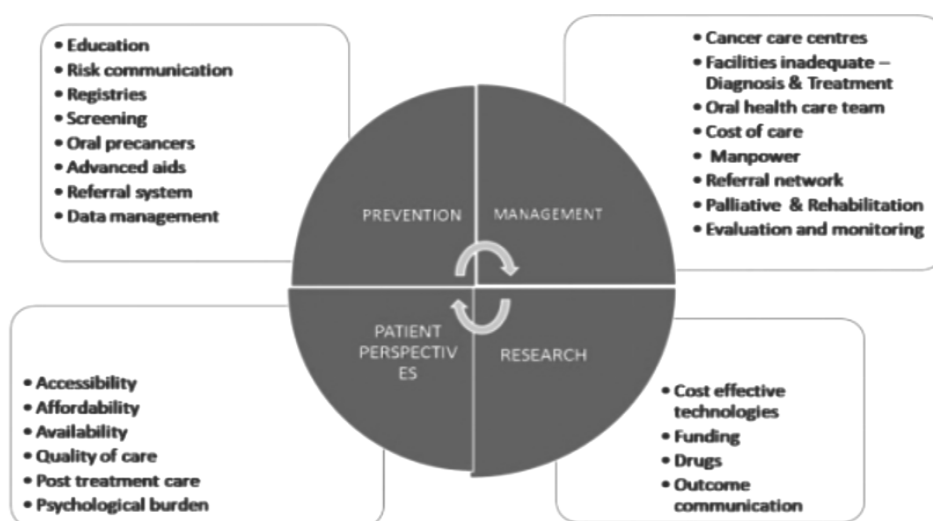 • Education
• Risk communication
• Registries
• Screening
• Oral precancers
• Advanced aids
• Referral system
• Data management
• Cancer care centres
• Facilities inadequate –
Diagnosis & Treatment
• Oral health care team
• Cost of care
• Manpower
• Referral network
• Palliative & Rehabilitation
• Evaluation and monitoring
PREVENTION
MANAGEMENT
PATIENT
PERSPECTIV
ES
RESEARCH
• Accessibility
• Affordability
• Availability
• Quality of care
• Post treatment care
• Psychological burden
• Cost effective
technologies
• Funding
• Drugs
• Outcome
communication